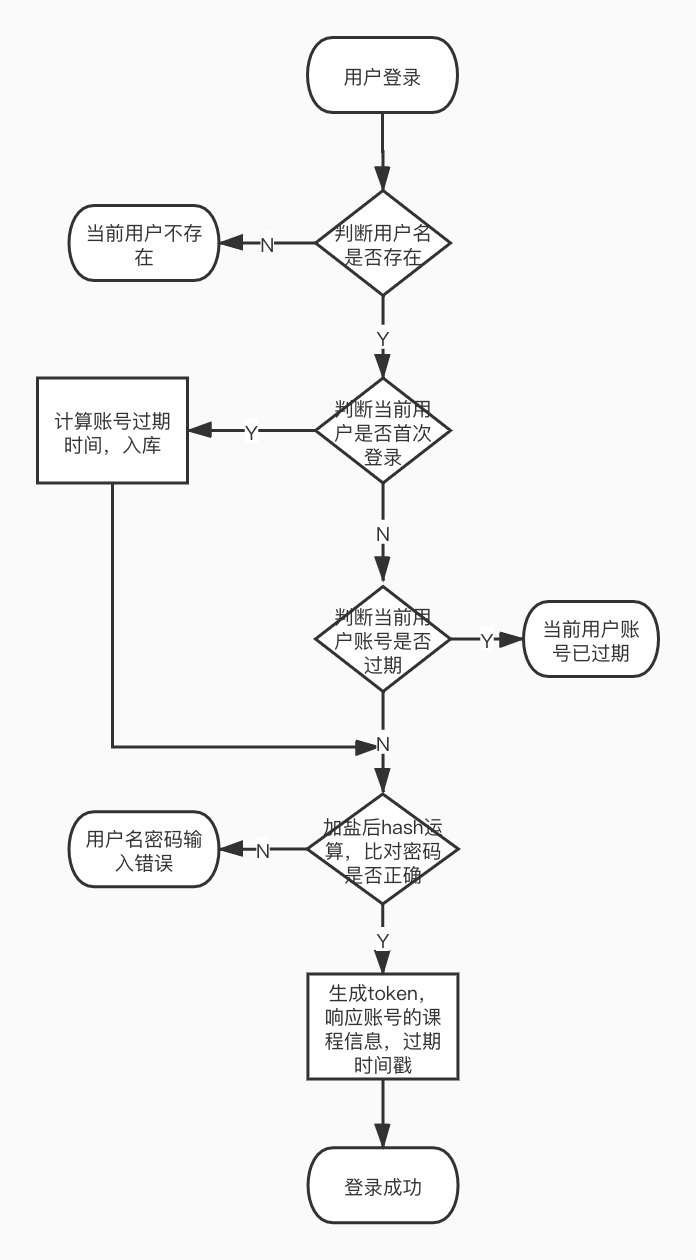 用户登录
判断用户名
是否存在
N
当前用户不存
在
Y
判断当前用
户是否首次
登录
Y
计算账号过期
时间，入库
N
判断当前用
户账号是否
过期
Y
当前用户账
号已过期
N
加盐后hash运
算，比对密码
是否正确
N
用户名密码输
入错误
Y
生成token，
响应账号的课
程信息，过期
时间戳
登录成功